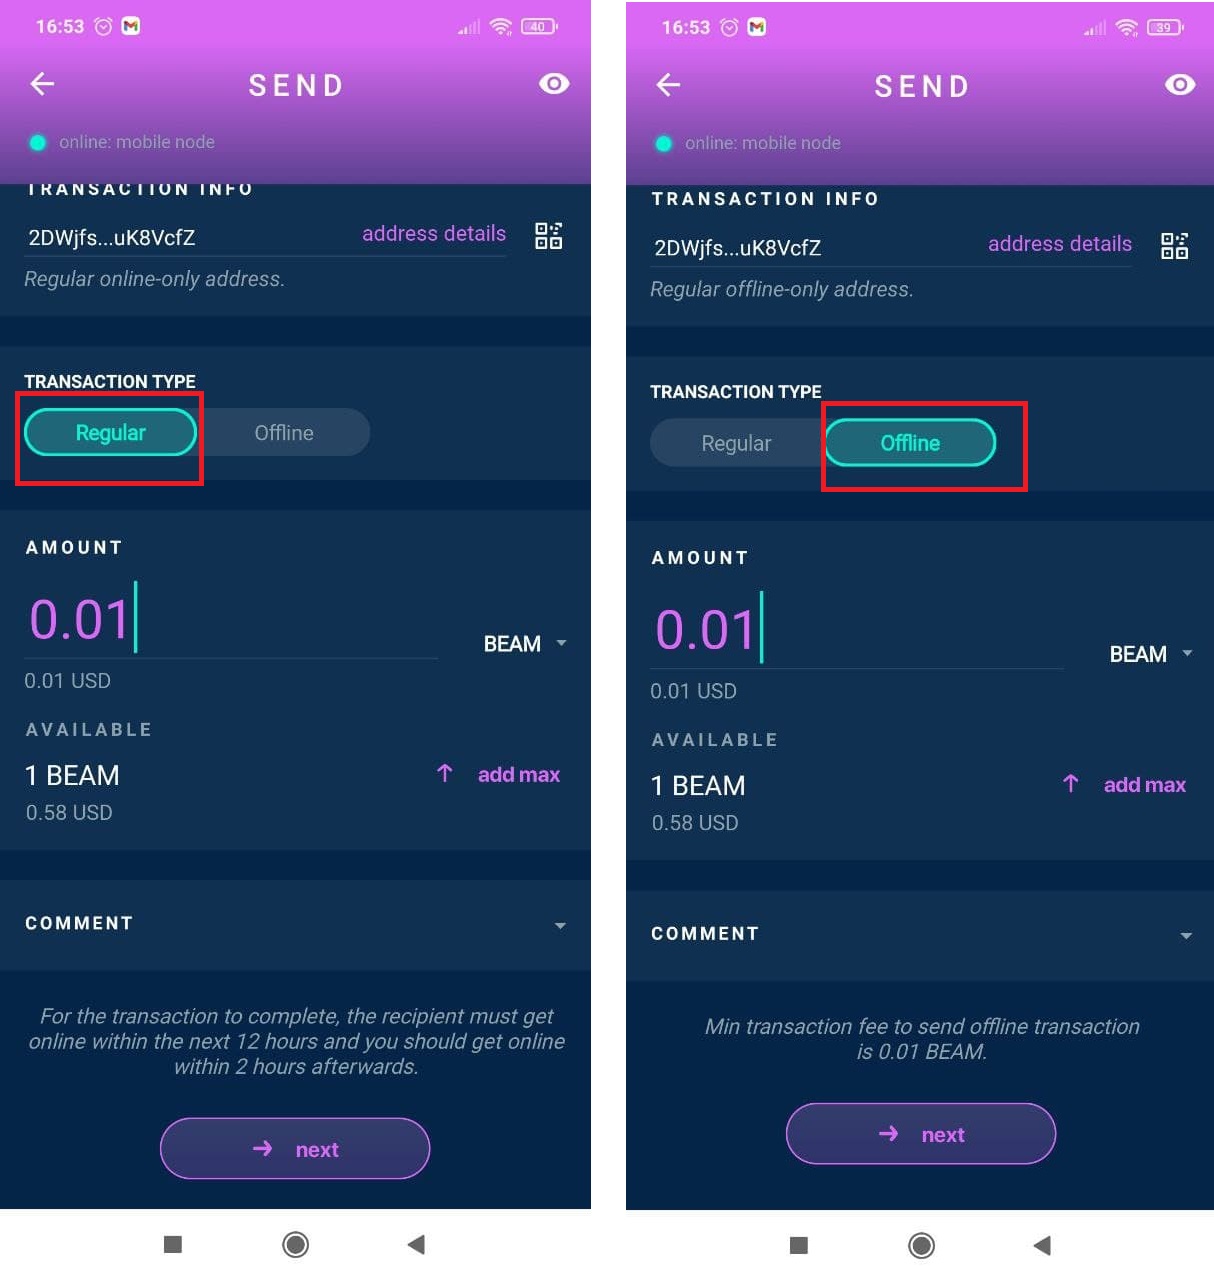 16:53
40
SEND
online: mobile node
TRANSACTION INFO
2DWjfs...uK8VcfZ
address details
Regular online-only address.
TRANSACTION TYPE
Regular
Offline
AMOUNT
0.01
BEAM
0.01 USD
AVAILABLE
1 BEAM
add max
0.58 USD
COMMENT
For the transaction to complete, the recipient must get
online within the next 12 hours and you should get online
within 2 hours afterwards.
next
16:53
39
SEND
online: mobile node
TRANSACTION INFO
2DWjfs...uK8VcfZ
address details
Regular offline-only address.
TRANSACTION TYPE
Regular
Offline
AMOUNT
0.01
BEAM
0.01 USD
AVAILABLE
1 BEAM
add max
0.58 USD
COMMENT
Min transaction fee to send offline transaction
is 0.01 BEAM.
next